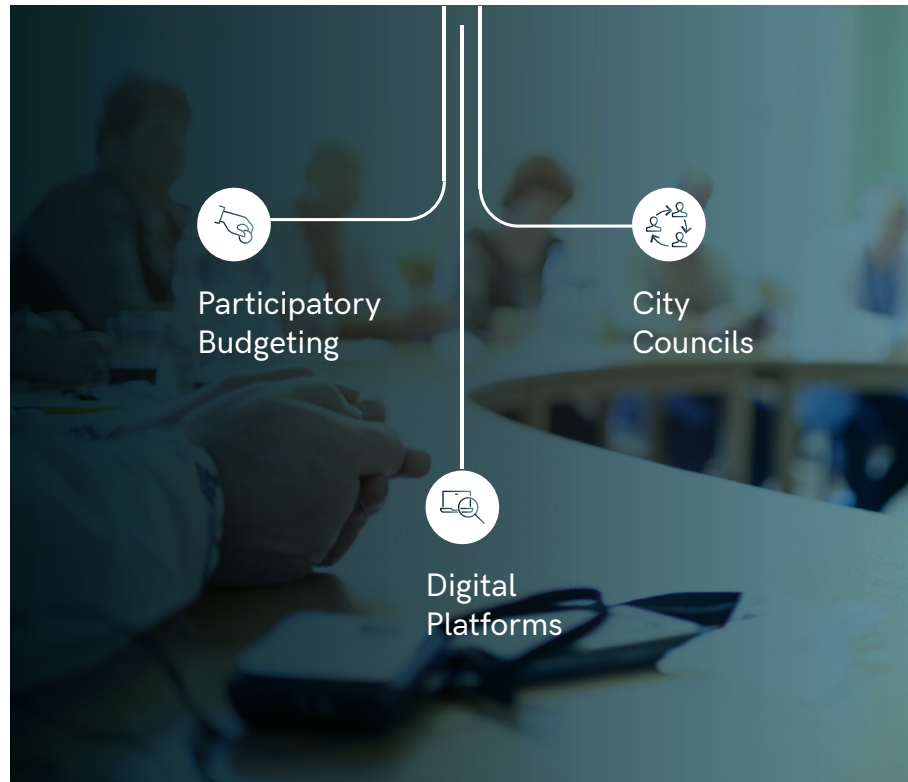 Participatory
Budgeting
City
Councils
Digital
Platforms